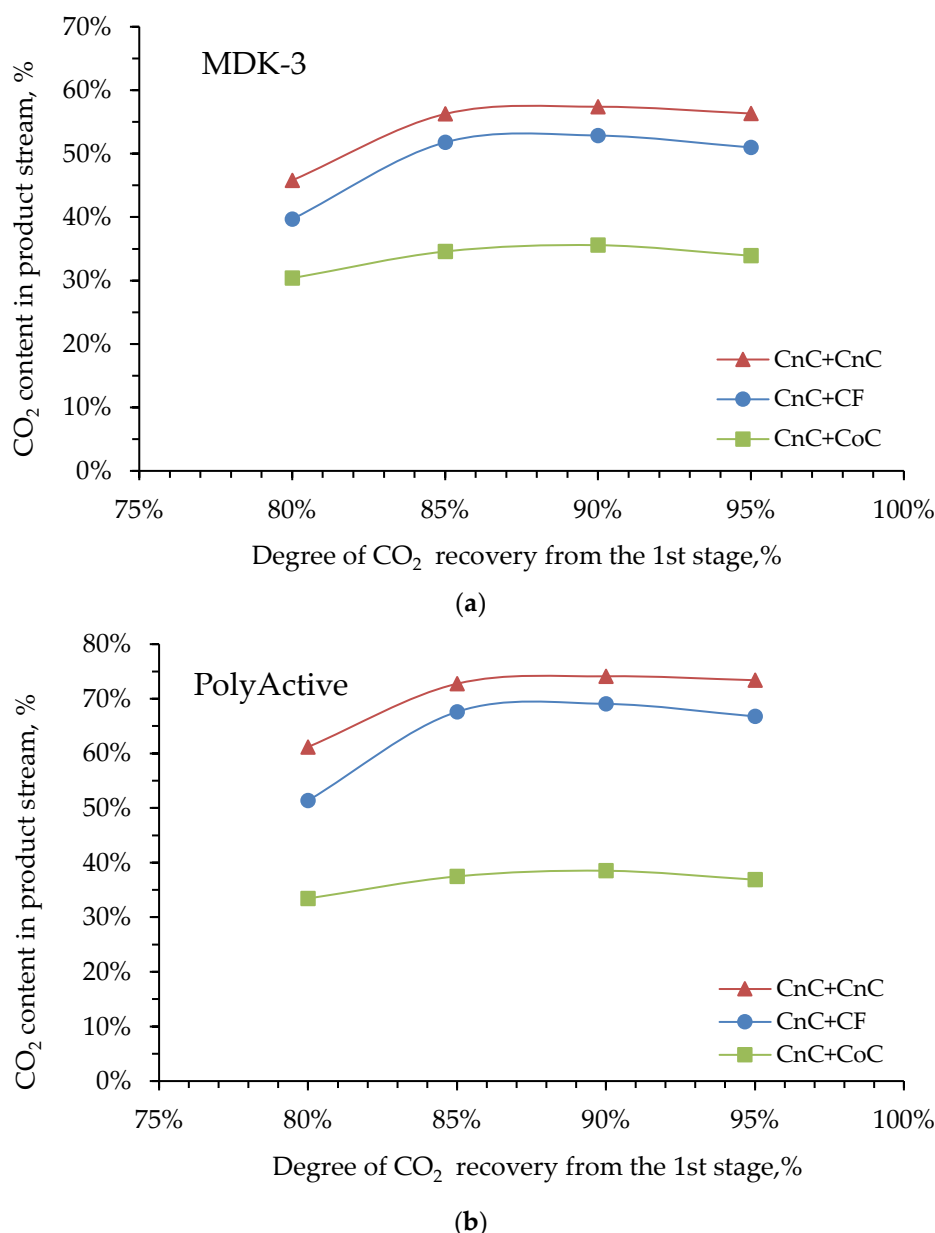 70%
MDK-3
60%
50%
40%
30%
20%
10%
0%
CO₂ content in product stream, %
CnC+CnC
CnC+CF
CnC+CoC
75% 80% 85% 90% 95% 100%
Degree of CO₂ recovery from the 1st stage,%
(a)
80%
PolyActive
70%
60%
50%
40%
30%
20%
10%
0%
CO₂ content in product stream, %
CnC+CnC
CnC+CF
CnC+CoC
75% 80% 85% 90% 95% 100%
Degree of CO₂ recovery from the 1st stage,%
(b)